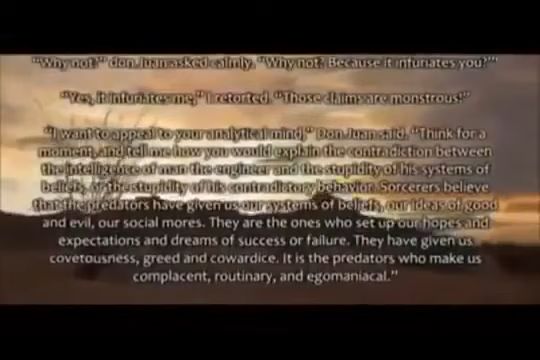 "Why not?" don Juan asked calmly. "Why not? Because it infuriates you?"
"Yes, it infuriates me," I retorted. "Those claims are monstrous!"
"I want to appeal to your analytical mind," Don Juan said. "Think for a
moment, and tell me how you would explain the contradiction between
the intelligence of man the engineer and the stupidity of his systems of
beliefs, or the stupidity of his contradictory behavior. Sorcerers believe
that the predators have given us our systems of beliefs, our ideas of good
and evil, our social mores. They are the ones who set up our hopes and
expectations and dreams of success or failure. They have given us
covetousness, greed and cowardice. It is the predators who make us
complacent, routinary, and egomaniacal."